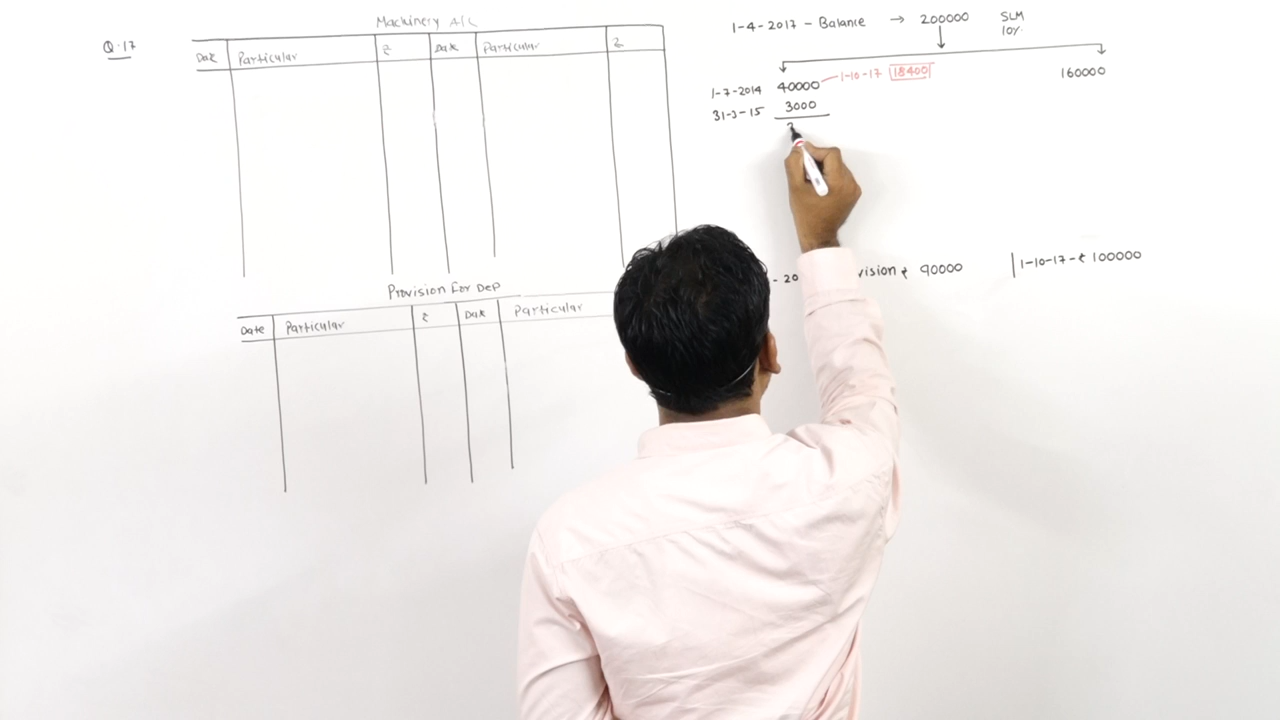 Q.17
Machinery A/C
Date Particular ₹ Date Particular ₹
1-4-2017 - Balance → 200000 SLM
10%
1-7-2014 40000 1-10-17 18400 160000
31-3-15 3000
3
- 20 vision ₹ 90000 1-10-17 - ₹ 100000
Provision For Dep
Date Particular ₹ Date Particular